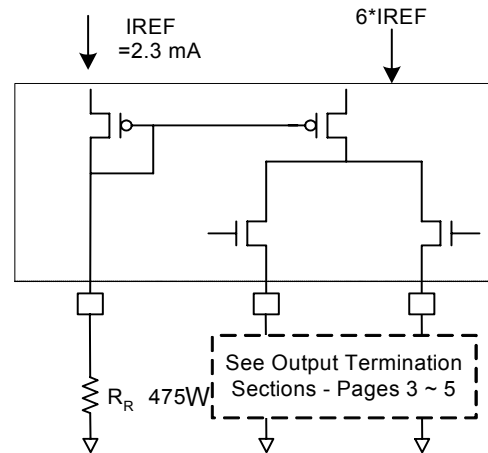 IREF
=2.3 mA
6*IREF
See Output Termination
Sections - Pages 3 ~ 5
RR 475W